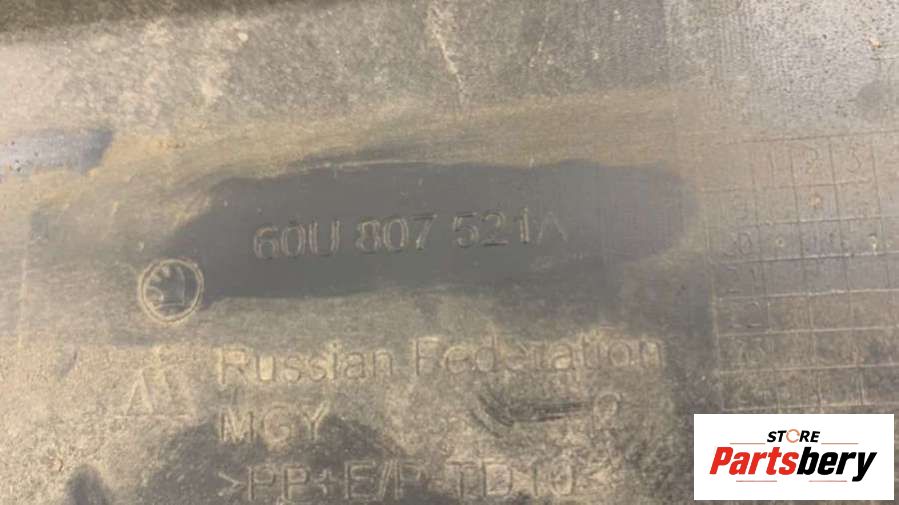 60U 807 521A
Russian Federation
MGY
>PP+E/P TD10<
STORE
Partsbery